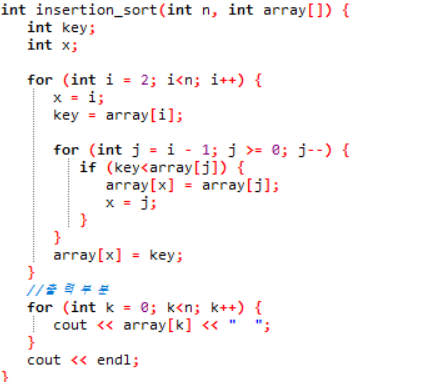 int insertion_sort(int n, int array[]) {
int key;
int x;
for (int i = 2; i<n; i++) {
x = i;
key = array[i];
for (int j = i - 1; j >= 0; j--) {
if (key<array[j]) {
array[x] = array[j];
x = j;
}
}
array[x] = key;
}
//출력부분
for (int k = 0; k<n; k++) {
cout << array[k] << "  ";
}
cout << endl;
}